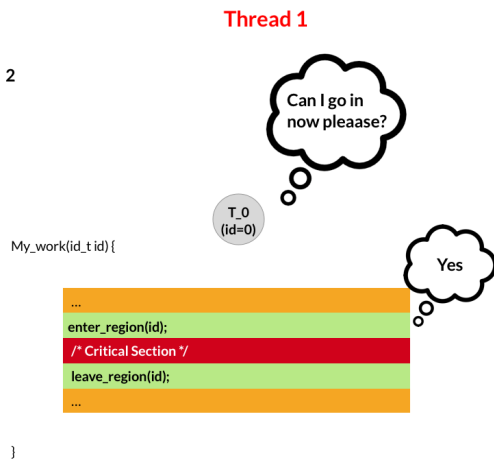 Thread 1
2
Can I go in
now pleaase?
T_0
(id=0)
My_work(id_t id) {
Yes
...
enter_region(id);
/* Critical Section */
leave_region(id);
...
}